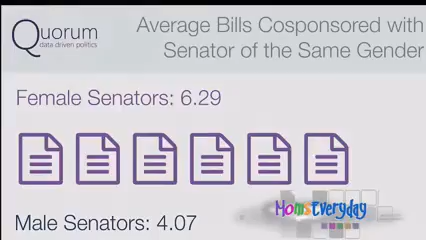 Quorum
data driven politics
Average Bills Cosponsored with
Senator of the Same Gender
Female Senators: 6.29
Male Senators: 4.07
MomsEveryday